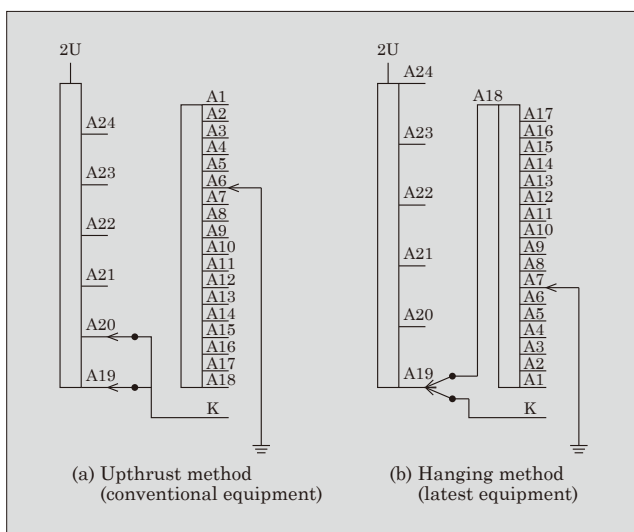 2U
A24
A23
A22
A21
A20
A19
A1
A2
A3
A4
A5
A6
A7
A8
A9
A10
A11
A12
A13
A14
A15
A16
A17
A18
K
(a) Upthrust method
(conventional equipment)
2U
A24
A23
A22
A21
A20
A19
A18
A17
A16
A15
A14
A13
A12
A11
A10
A9
A8
A7
A6
A5
A4
A3
A2
A1
K
(b) Hanging method
(latest equipment)